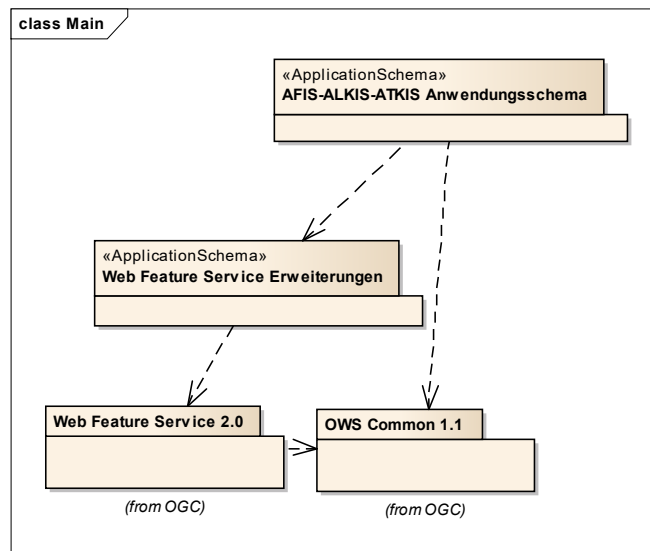 class Main
«ApplicationSchema»
AFIS-ALKIS-ATKIS Anwendungsschema
«ApplicationSchema»
Web Feature Service Erweiterungen
Web Feature Service 2.0
(from OGC)
OWS Common 1.1
(from OGC)